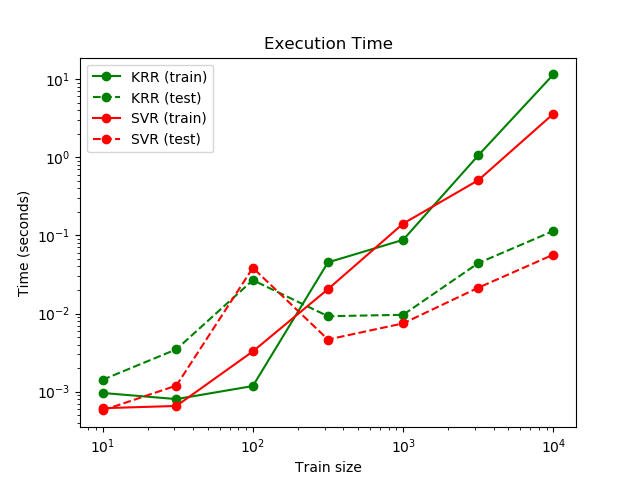 Execution Time
KRR (train)
KRR (test)
SVR (train)
SVR (test)
Time (seconds)
10¹
10⁰
10⁻¹
10⁻²
10⁻³
10¹ 10² 10³ 10⁴
Train size